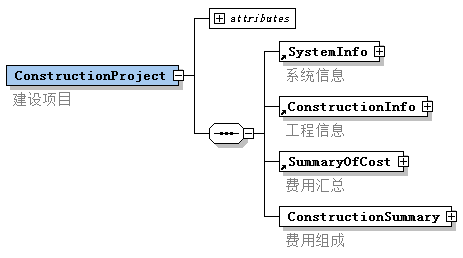 attributes
SystemInfo
系统信息
ConstructionProject
建设项目
ConstructionInfo
工程信息
SummaryOfCost
费用汇总
ConstructionSummary
费用组成